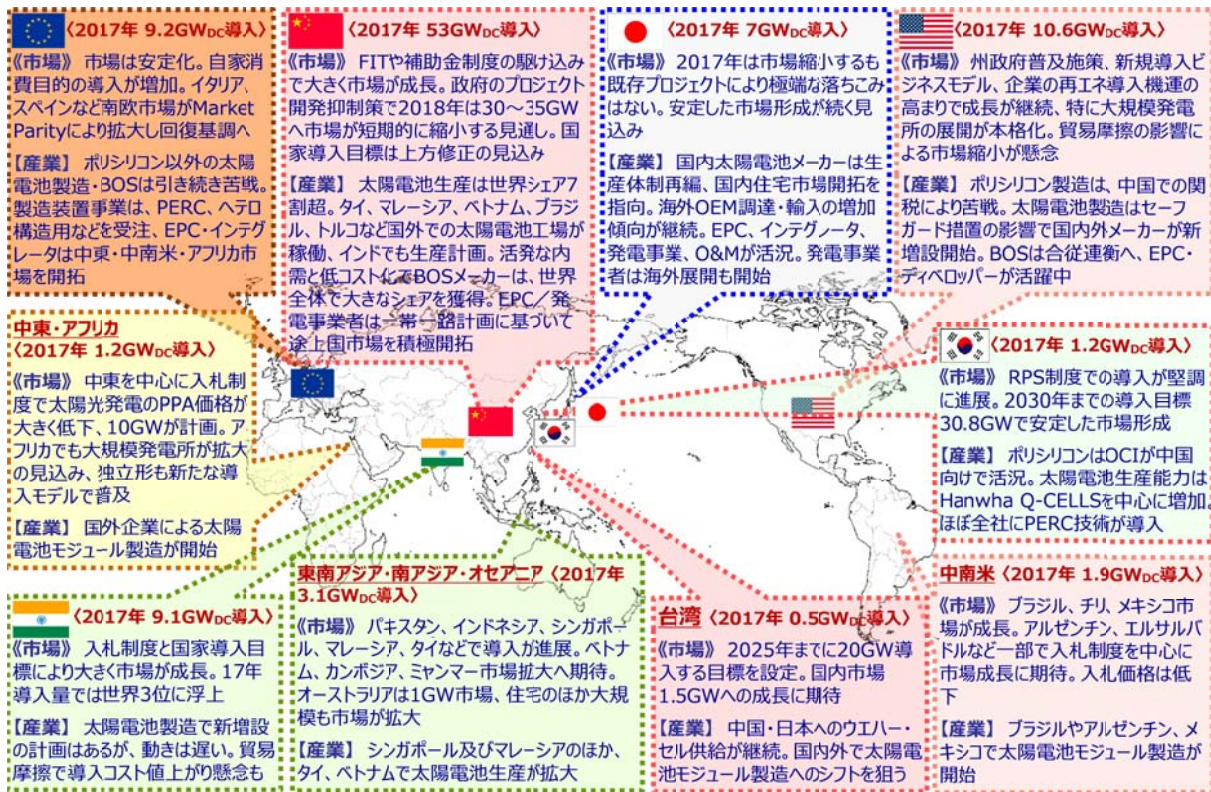 〈2017年 9.2GWDC導入〉
《市場》 市場は安定化。自家消
費目的の導入が増加。イタリア、
スペインなど南欧市場がMarket
Parityにより拡大し回復基調へ
【産業】 ポリシリコン以外の太陽
電池製造・BOSは引き続き苦戦。
製造装置事業は、PERC、ヘテロ
構造用などを受注、EPC・インテグ
レータは中東・中南米・アフリカ市
場を開拓
〈2017年 53GWDC導入〉
《市場》 FITや補助金制度の駆け込み
で大きく市場が成長。政府のプロジェクト
開発抑制策で2018年は30～35GW
へ市場が短期的に縮小する見通し。国
家導入目標は上方修正の見込み
【産業】 太陽電池生産は世界シェア7
割超。タイ、マレーシア、ベトナム、ブラジ
ル、トルコなど国外での太陽電池工場が
稼働、インドでも生産計画。活発な内
需と低コスト化でBOSメーカーは、世界
全体で大きなシェアを獲得。EPC／発
電事業者は一帯一路計画に基づいて
途上国市場を積極開拓
〈2017年 7GWDC導入〉
《市場》 2017年は市場縮小するも
既存プロジェクトにより極端な落ちこみ
はない。安定した市場形成が続く見
込み
【産業】 国内太陽電池メーカーは生
産体制再編、国内住宅市場開拓を
指向。海外OEM調達・輸入の増加
傾向が継続。EPC、インテグレータ、
発電事業、O&Mが活況。発電事業
者は海外展開も開始
〈2017年 10.6GWDC導入〉
《市場》 州政府普及施策、新規導入ビ
ジネスモデル、企業の再エネ導入機運の
高まりで成長が継続、特に大規模発電
所の展開が本格化。貿易摩擦の影響に
よる市場縮小が懸念
【産業】 ポリシリコン製造は、中国での関
税により苦戦。太陽電池製造はセーフ
ガード措置の影響で国内外メーカーが新
増設開始。BOSは合従連衡へ、EPC・
ディベロッパーが活躍中
中東・アフリカ
〈2017年 1.2GWDC導入〉
《市場》 中東を中心に入札制
度で太陽光発電のPPA価格が
大きく低下、10GWが計画。ア
フリカでも大規模発電所が拡大
の見込み、独立形も新たな導
入モデルで普及
【産業】 国外企業による太陽
電池モジュール製造が開始
〈2017年 1.2GWDC導入〉
《市場》 RPS制度での導入が堅調
に進展。2030年までの導入目標
30.8GWで安定した市場形成
【産業】 ポリシリコンはOCIが中国
向けで活況。太陽電池生産能力は
Hanwha Q-CELLSを中心に増加。
ほぼ全社にPERC技術が導入
〈2017年 9.1GWDC導入〉
《市場》 入札制度と国家導入目
標により大きく市場が成長。17年
導入量では世界3位に浮上
【産業】 太陽電池製造で新増設
の計画はあるが、動きは遅い。貿易
摩擦で導入コスト値上がり懸念も
東南アジア・南アジア・オセアニア〈2017年
3.1GWDC導入〉
《市場》 パキスタン、インドネシア、シンガポー
ル、マレーシア、タイなどで導入が進展。ベトナ
ム、カンボジア、ミャンマー市場拡大へ期待。
オーストラリアは1GW市場、住宅のほか大規
模も市場が拡大
【産業】 シンガポール及びマレーシアのほか、
タイ、ベトナムで太陽電池生産が拡大
台湾 〈2017年 0.5GWDC導入〉
《市場》 2025年までに20GW導
入する目標を設定。国内市場
1.5GWへの成長に期待
【産業】 中国・日本へのウエハー・
セル供給が継続。国内外で太陽電
池モジュール製造へのシフトを狙う
中南米 〈2017年 1.9GWDC導入〉
《市場》 ブラジル、チリ、メキシコ市
場が成長。アルゼンチン、エルサルバ
ドルなど一部で入札制度を中心に
市場成長に期待。入札価格は低
下
【産業】 ブラジルやアルゼンチン、メ
キシコで太陽電池モジュール製造が
開始